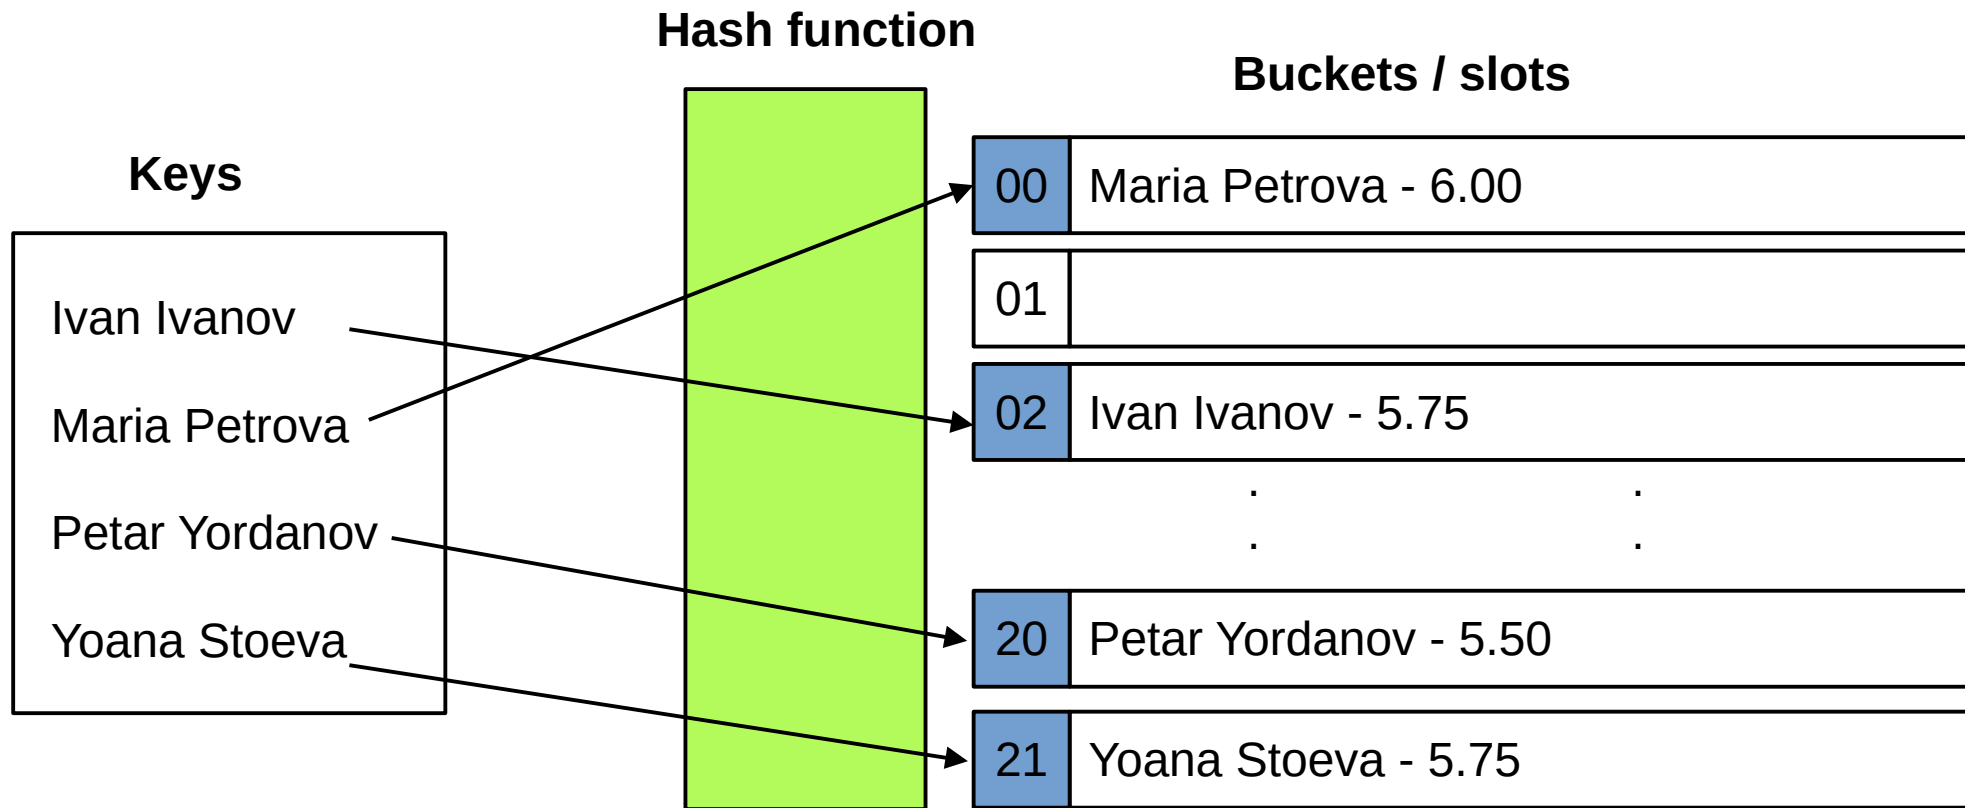 Hash function
Buckets / slots
Keys
Ivan Ivanov
Maria Petrova
Petar Yordanov
Yoana Stoeva
00 Maria Petrova - 6.00
01
02 Ivan Ivanov - 5.75
. .
. .
20 Petar Yordanov - 5.50
21 Yoana Stoeva - 5.75